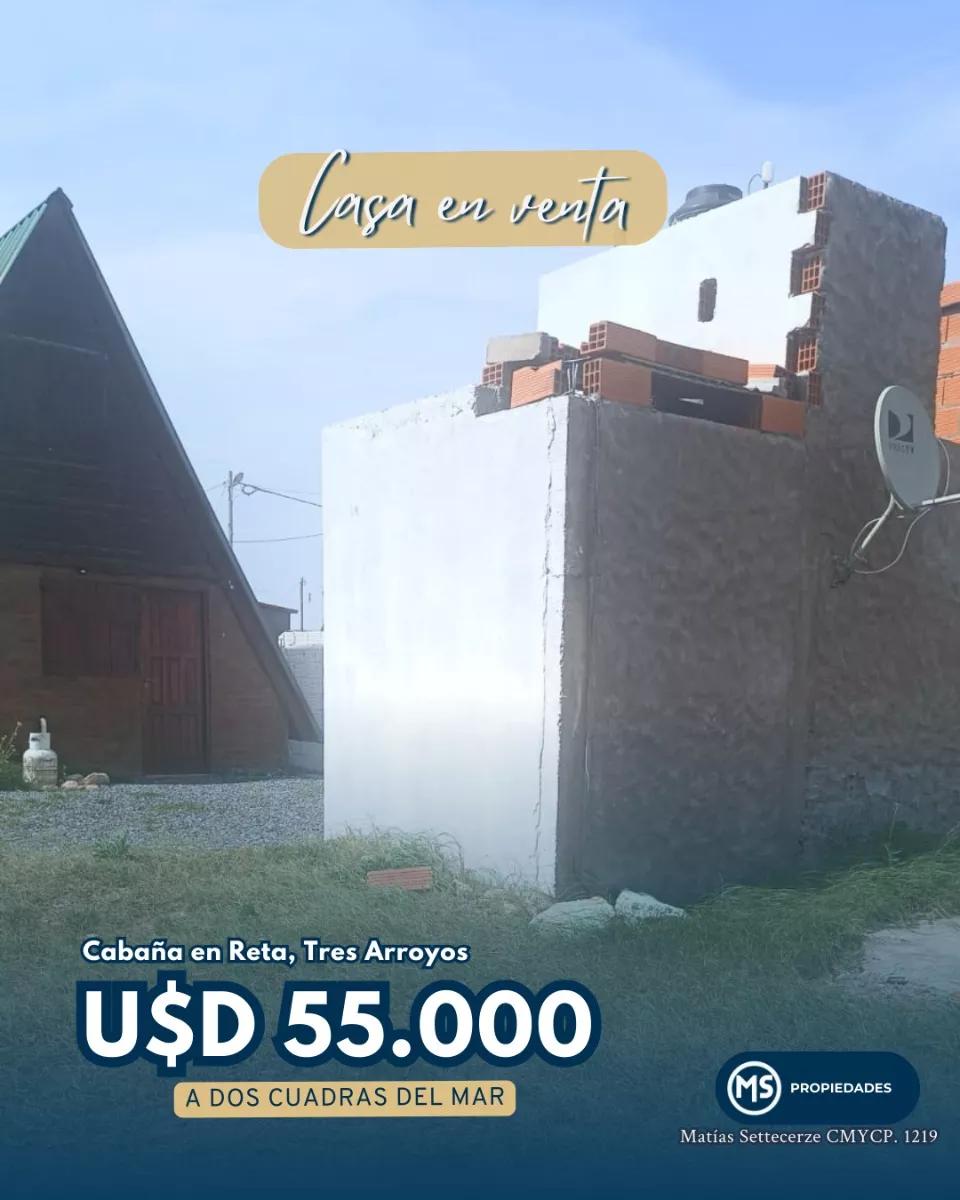 Casa en venta
DIRECTV
Cabaña en Reta, Tres Arroyos
U$D 55.000
A DOS CUADRAS DEL MAR
MS PROPIEDADES
Matías Settecerze CMYCP. 1219